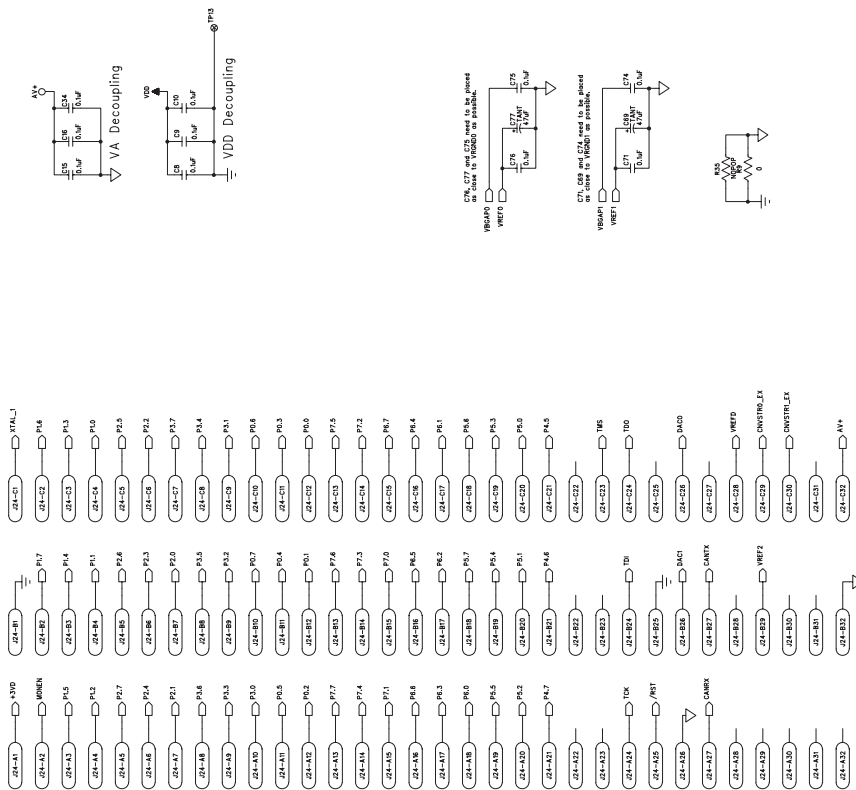 AV+
C15
0.1uF
C16
0.1uF
C34
0.1uF
VA Decoupling
VDD
TP13
C8
0.1uF
C9
0.1uF
C10
0.1uF
VDD Decoupling
C76, C77 and C75 need to be placed
as close to VRGND0 as possible.
VBGAP0
VREF0
C76
0.1uF
C77
TANT
47uF
C75
0.1uF
C71, C69 and C74 need to be placed
as close to VRGND1 as possible.
VBGAP1
VREF1
C71
0.1uF
C69
TANT
47uF
C74
0.1uF
R35
NOPOP
R9
0
J24-C1 XTAL_1
J24-C2 P1.6
J24-C3 P1.3
J24-C4 P1.0
J24-C5 P2.5
J24-C6 P2.2
J24-C7 P3.7
J24-C8 P3.4
J24-C9 P3.1
J24-C10 P0.6
J24-C11 P0.3
J24-C12 P0.0
J24-C13 P7.5
J24-C14 P7.2
J24-C15 P6.7
J24-C16 P6.4
J24-C17 P6.1
J24-C18 P5.6
J24-C19 P5.3
J24-C20 P5.0
J24-C21 P4.5
J24-C22
J24-C23 TMS
J24-C24 TDO
J24-C25
J24-C26 DAC0
J24-C27
J24-C28 VREFD
J24-C29 CNVSTR0_EX
J24-C30 CNVSTR1_EX
J24-C31
J24-C32 AV+
J24-B1
J24-B2 P1.7
J24-B3 P1.4
J24-B4 P1.1
J24-B5 P2.6
J24-B6 P2.3
J24-B7 P2.0
J24-B8 P3.5
J24-B9 P3.2
J24-B10 P0.7
J24-B11 P0.4
J24-B12 P0.1
J24-B13 P7.6
J24-B14 P7.3
J24-B15 P7.0
J24-B16 P6.5
J24-B17 P6.2
J24-B18 P5.7
J24-B19 P5.4
J24-B20 P5.1
J24-B21 P4.6
J24-B22
J24-B23
J24-B24 TDI
J24-B25
J24-B26 DAC1
J24-B27 CANTX
J24-B28
J24-B29 VREF2
J24-B30
J24-B31
J24-B32
J24-A1 +3VD
J24-A2 MONEN
J24-A3 P1.5
J24-A4 P1.2
J24-A5 P2.7
J24-A6 P2.4
J24-A7 P2.1
J24-A8 P3.6
J24-A9 P3.3
J24-A10 P3.0
J24-A11 P0.5
J24-A12 P0.2
J24-A13 P7.7
J24-A14 P7.4
J24-A15 P7.1
J24-A16 P6.6
J24-A17 P6.3
J24-A18 P6.0
J24-A19 P5.5
J24-A20 P5.2
J24-A21 P4.7
J24-A22
J24-A23
J24-A24 TCK
J24-A25 /RST
J24-A26
J24-A27 CANRX
J24-A28
J24-A29
J24-A30
J24-A31
J24-A32